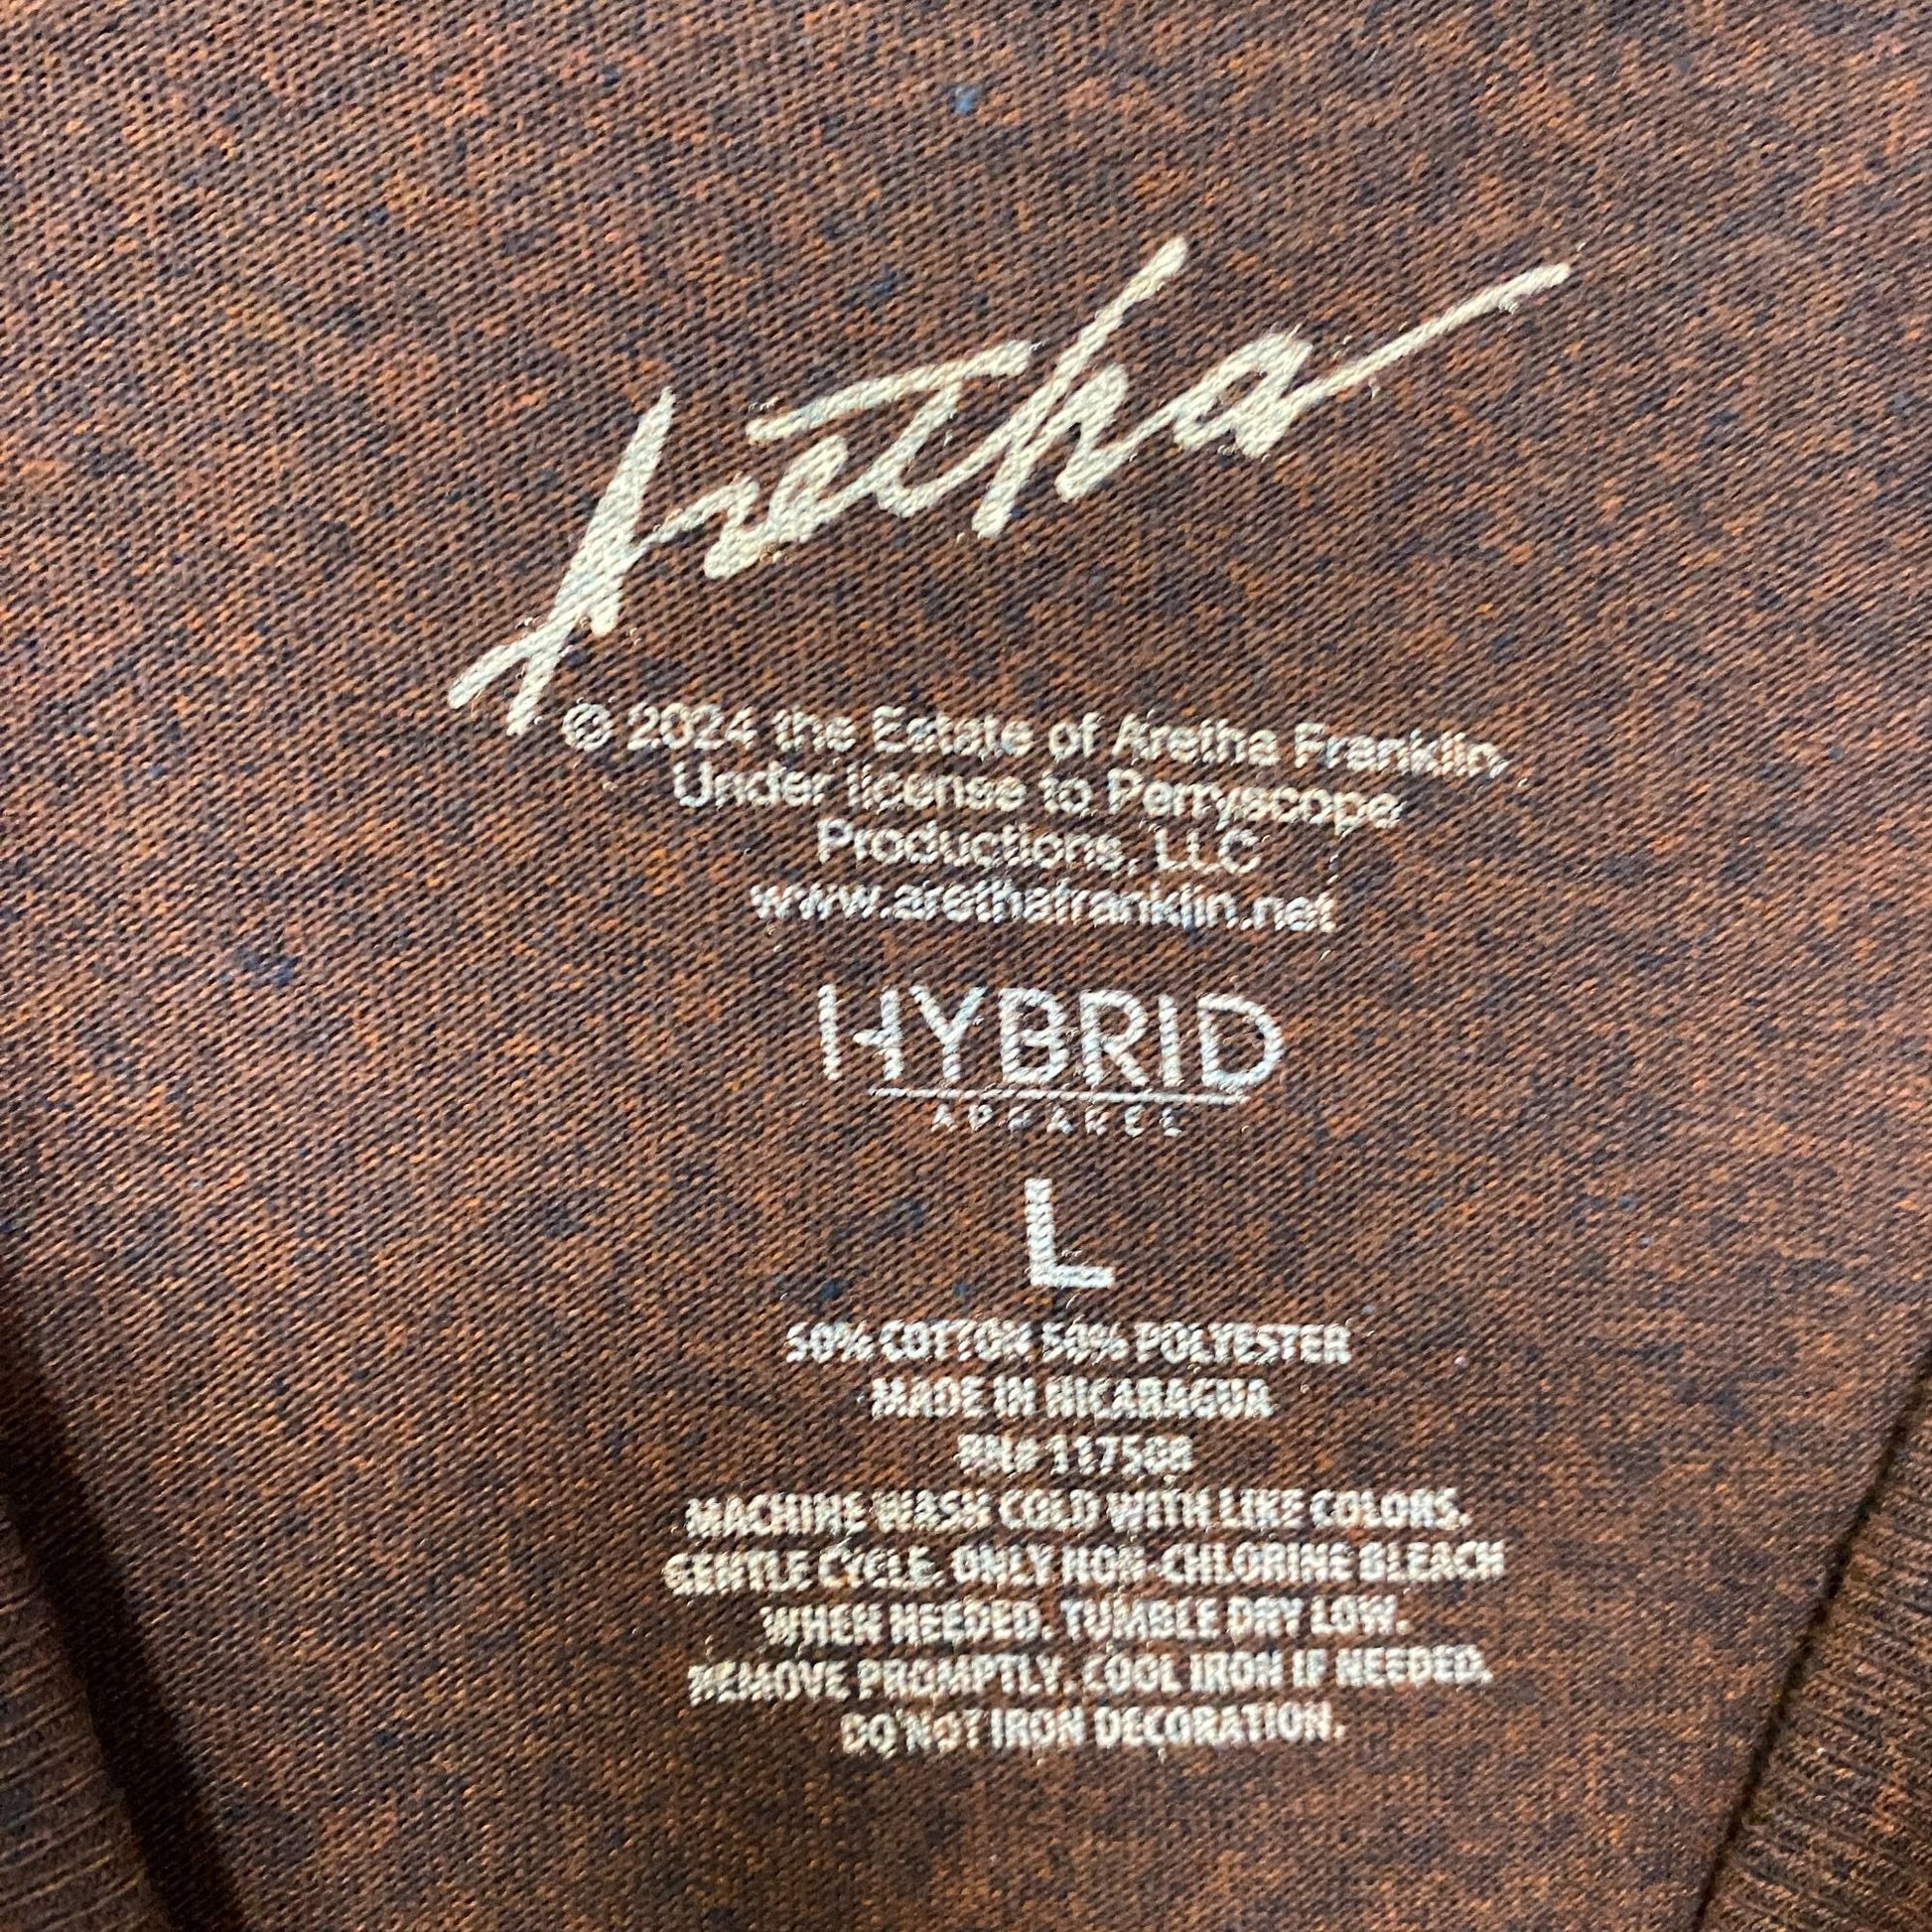 Aretha
© 2024 the Estate of Aretha Franklin,
Under license to Perryscope
Productions, LLC
www.arethafranklin.net
HYBRID
APPAREL
L
50% COTTON 50% POLYESTER
MADE IN NICARAGUA
RN# 117508
MACHINE WASH COLD WITH LIKE COLORS.
GENTLE CYCLE. ONLY NON-CHLORINE BLEACH
WHEN NEEDED. TUMBLE DRY LOW.
REMOVE PROMPTLY. COOL IRON IF NEEDED.
DO NOT IRON DECORATION.